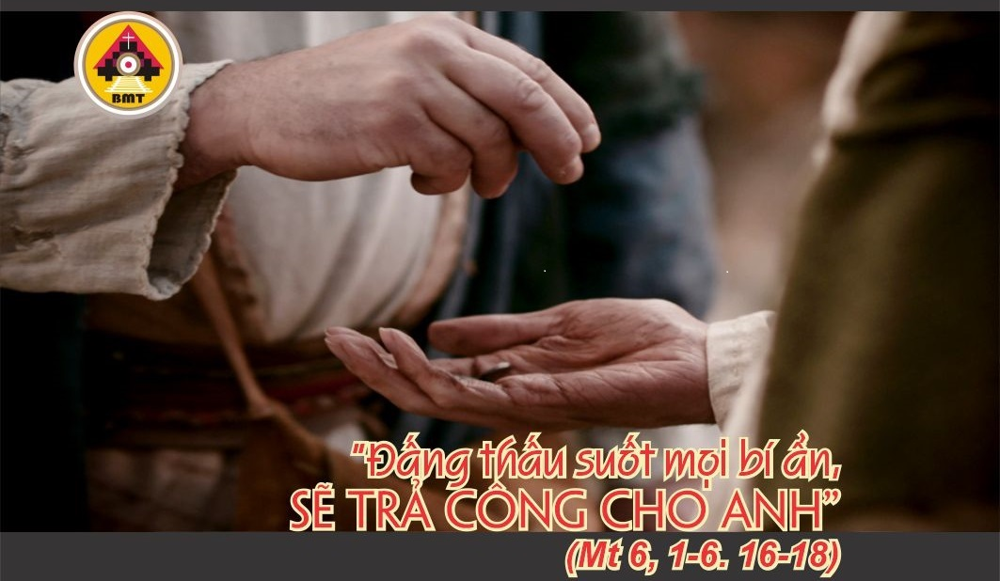 BMT
"Đấng thấu suốt mọi bí ẩn,
SẼ TRẢ CÔNG CHO ANH”
(Mt 6, 1-6. 16-18)